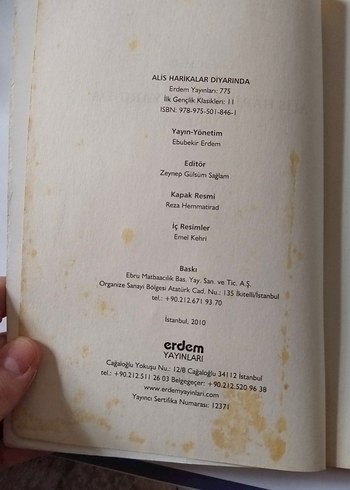 ALİS HARİKALAR DİYARINDA
Erdem Yayınları: 775
İlk Gençlik Klasikleri: 11
ISBN: 978-975-501-846-1
Yayın-Yönetim
Ebubekir Erdem
Editör
Zeynep Gülsüm Sağlam
Kapak Resmi
Reza Hemmatirad
İç Resimler
Emel Kehri
Baskı
Ebru Matbaacılık Bas. Yay. San. ve Tic. A.Ş.
Organize Sanayi Bölgesi Atatürk Cad. No.: 135 İkitelli/İstanbul
tel.: +90.212.671 93 70
İstanbul, 2010
erdem
YAYINLARI
Cağaloğlu Yokuşu Nu.: 12/8 Cağaloğlu 34112 İstanbul
tel.: +90.212.511 26 03 Belgegeçer: +90.212.520 96 38
www.erdemyayinlari.com
Yayıncı Sertifika Numarası: 12371